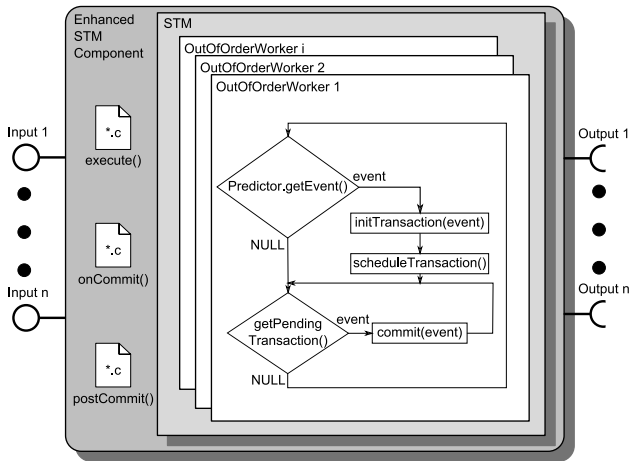 Enhanced
STM
Component
STM
OutOfOrderWorker i
OutOfOrderWorker 2
OutOfOrderWorker 1
Input 1
*.c
execute()
Output 1
Predictor.getEvent()
event
initTransaction(event)
NULL
scheduleTransaction()
*.c
onCommit()
Input n
Output n
getPending
Transaction()
event
commit(event)
NULL
*.c
postCommit()